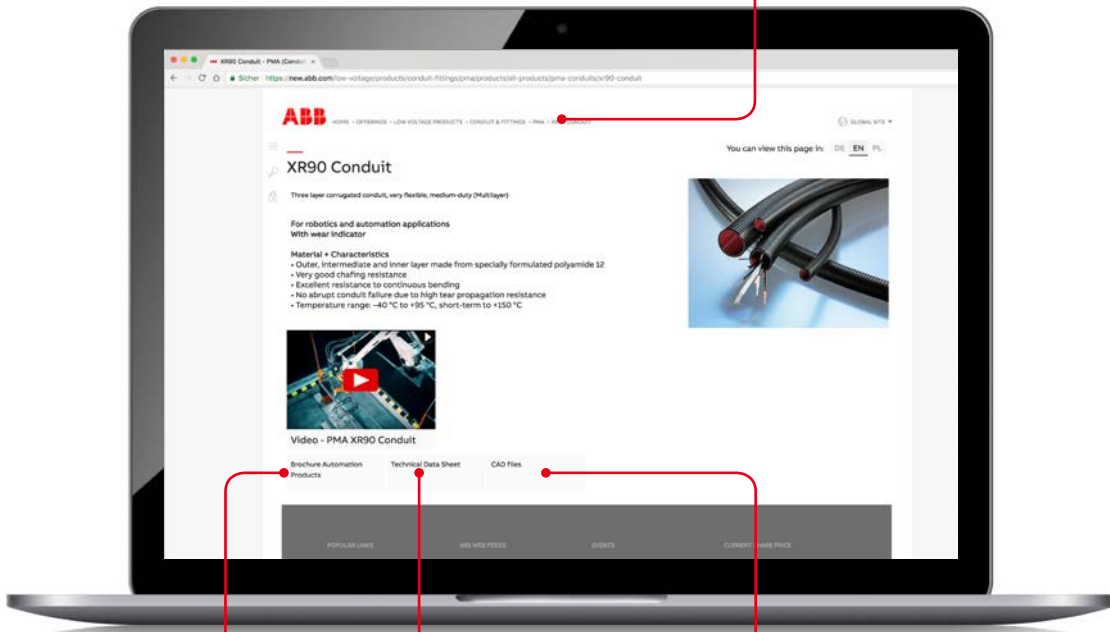 XR90 Conduit - PMA (Conduit
Sicher https://new.abb.com/low-voltage/products/conduit-fittings/pma/products/all-products/pma-conduits/xr90-conduit
ABB
HOME › OFFERINGS › LOW VOLTAGE PRODUCTS › CONDUIT & FITTINGS › PMA › CONDUIT
GLOBAL SITE
You can view this page in: DE EN PL
XR90 Conduit
Three layer corrugated conduit, very flexible, medium-duty (Multilayer)
For robotics and automation applications
With wear indicator
Material + Characteristics
• Outer, intermediate and inner layer made from specially formulated polyamide 12
• Very good chafing resistance
• Excellent resistance to continuous bending
• No abrupt conduit failure due to high tear propagation resistance
• Temperature range: –40 °C to +95 °C, short-term to +150 °C
Video - PMA XR90 Conduit
Brochure Automation Products
Technical Data Sheet
CAD Files
POPULAR LINKS
ABB WEB FEEDS
EVENTS
CURRENT SHARE PRICE